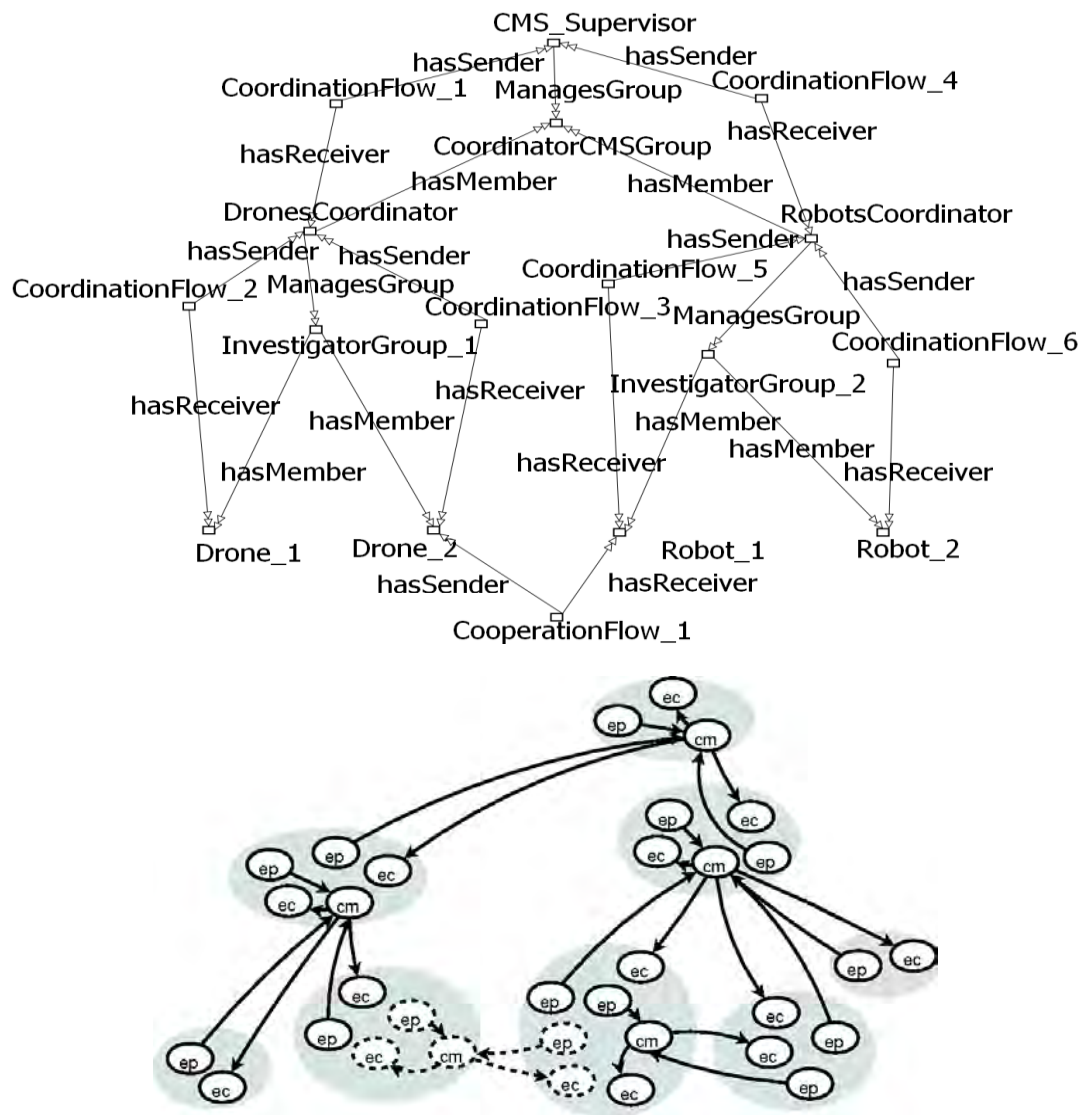 CMS_Supervisor
hasSender
hasSender
CoordinationFlow_1
ManagesGroup
CoordinationFlow_4
hasReceiver
CoordinatorCMSGroup
hasReceiver
hasMember
hasMember
DronesCoordinator
RobotsCoordinator
hasSender
hasSender
hasSender
CoordinationFlow_2
ManagesGroup
CoordinationFlow_5
hasSender
CoordinationFlow_3
ManagesGroup
InvestigatorGroup_1
CoordinationFlow_6
hasReceiver
hasMember
hasReceiver
InvestigatorGroup_2
hasMember
hasMember
hasMember
hasReceiver
hasReceiver
Drone_1
Drone_2
Robot_1
Robot_2
hasSender
hasReceiver
CooperationFlow_1
ec
ep
cm
ep
ec
ep
ec
cm
ep
ep
ec
ec
cm
ec
ec
ep
ec
ep
ep
ec
ep
ep
ep
cm
ep
ec
cm
ec
ep
ep
ec
ec
ec
ep